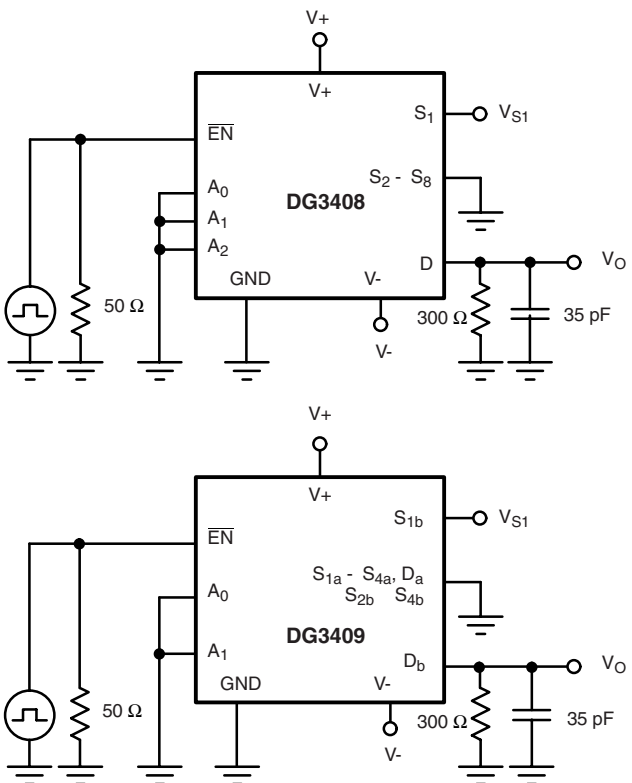 V+
V+
S1
VS1
EN
S2 - S8
A0
DG3408
A1
A2
D
VO
GND
V-
50 Ω
300 Ω
35 pF
V-
V+
V+
S1b
VS1
EN
S1a - S4a, Da
A0
S2b S4b
DG3409
A1
Db
VO
GND
V-
50 Ω
300 Ω
35 pF
V-